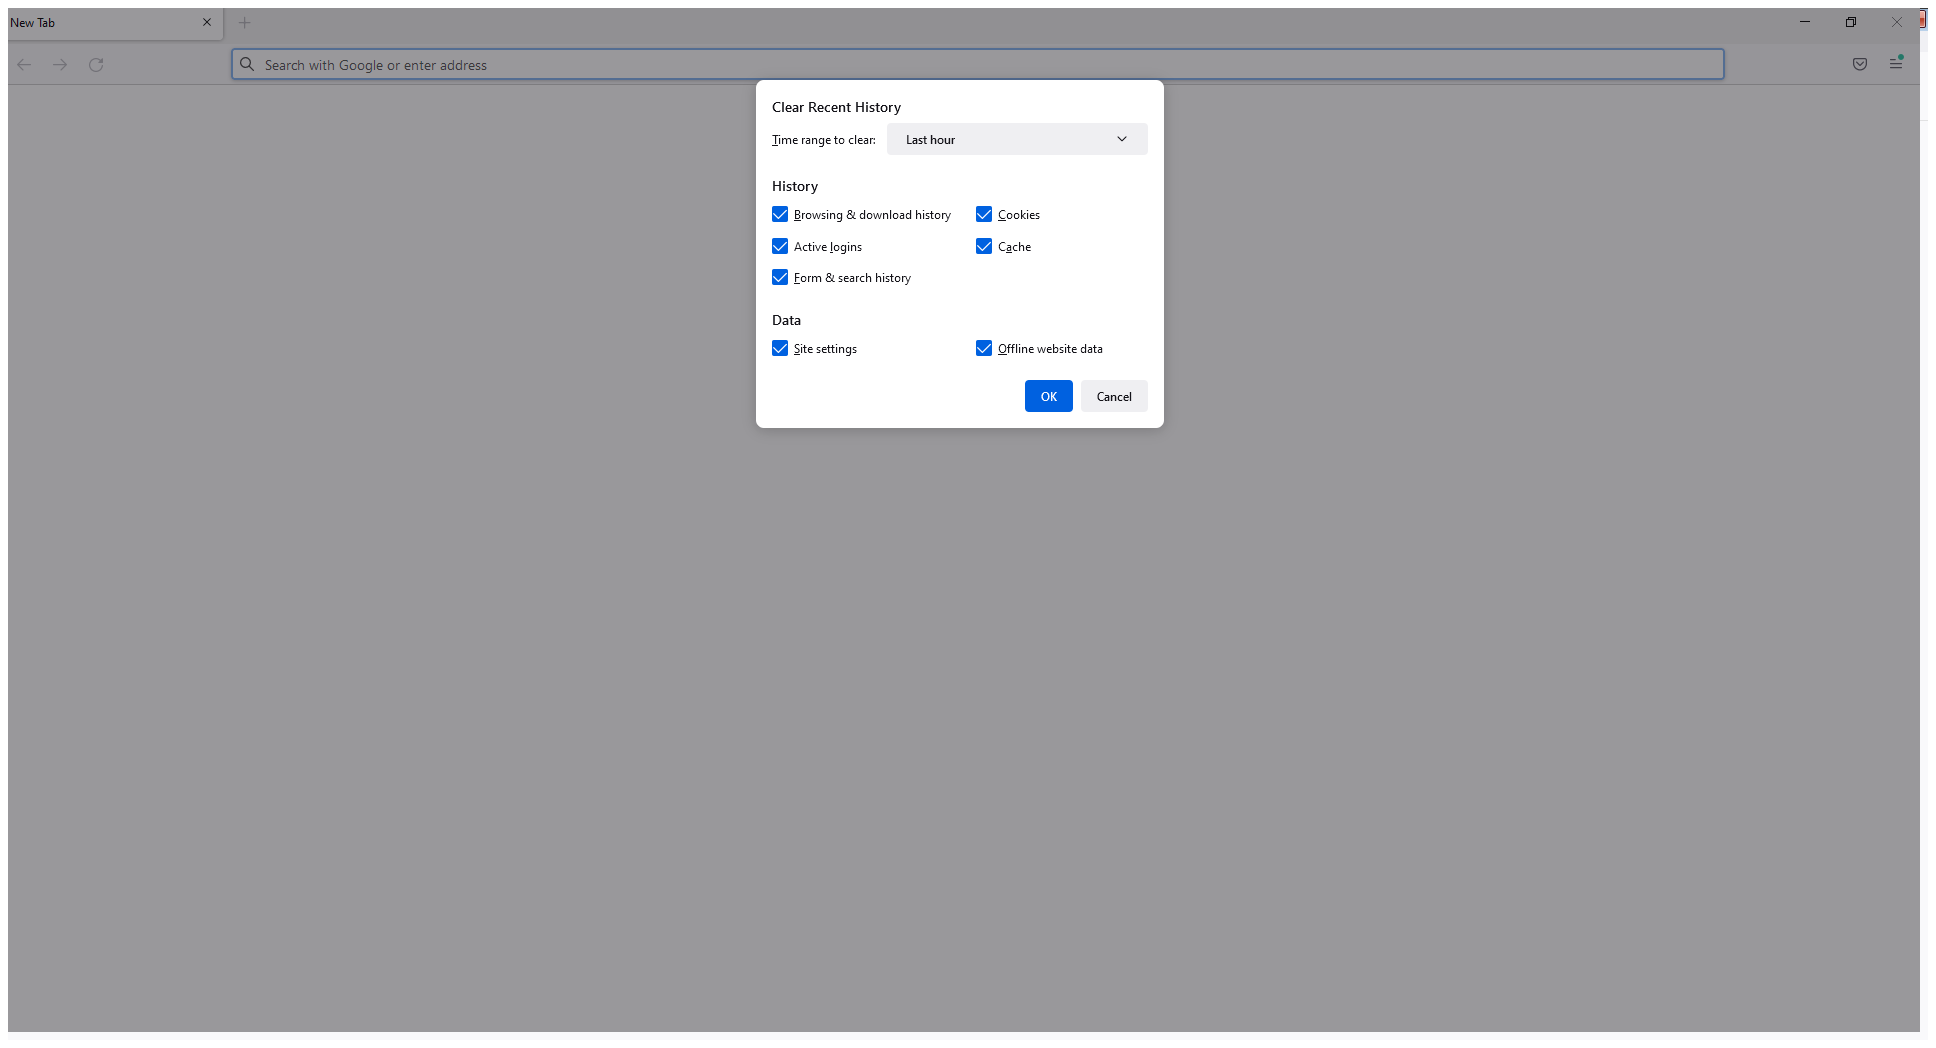 New Tab
Search with Google or enter address
Clear Recent History
Time range to clear: Last hour
History
Browsing & download history Cookies
Active logins Cache
Form & search history
Data
Site settings Offline website data
OK Cancel